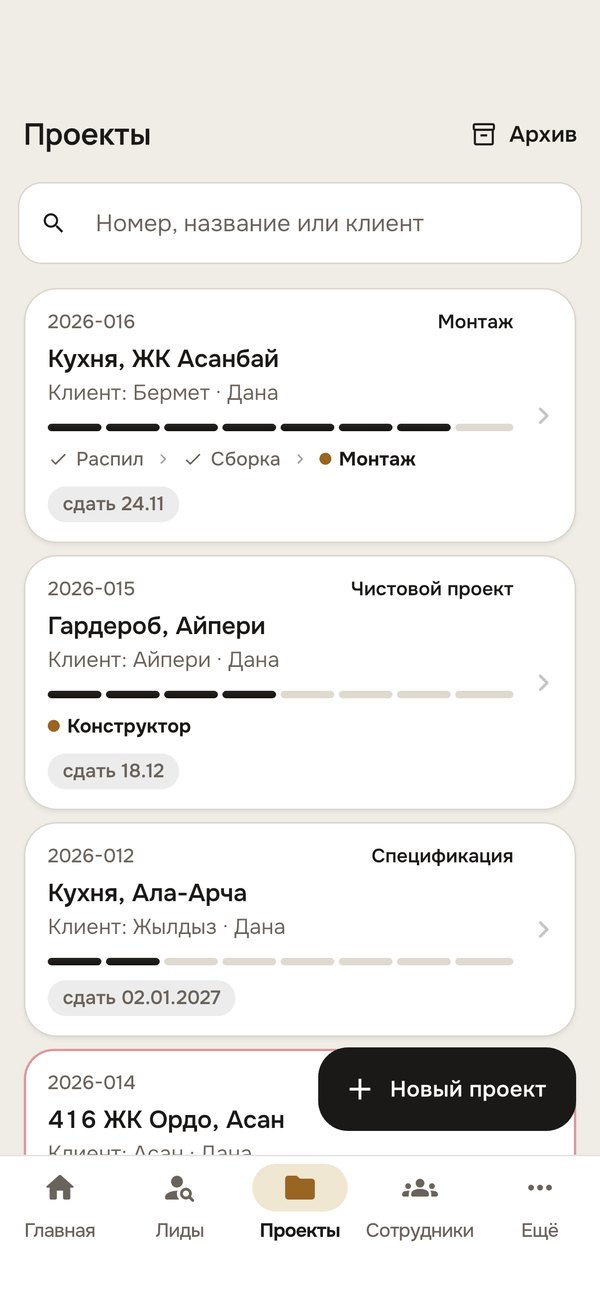 Проекты
Архив
Номер, название или клиент
2026-016
Монтаж
Кухня, ЖК Асанбай
Клиент: Бермет · Дана
Распил
Сборка
Монтаж
сдать 24.11
2026-015
Чистовой проект
Гардероб, Айпери
Клиент: Айпери · Дана
Конструктор
сдать 18.12
2026-012
Спецификация
Кухня, Ала-Арча
Клиент: Жылдыз · Дана
сдать 02.01.2027
2026-014
416 ЖК Ордо, Асан
Клиент: Асан · Дана
Новый проект
Главная
Лиды
Проекты
Сотрудники
Ещё